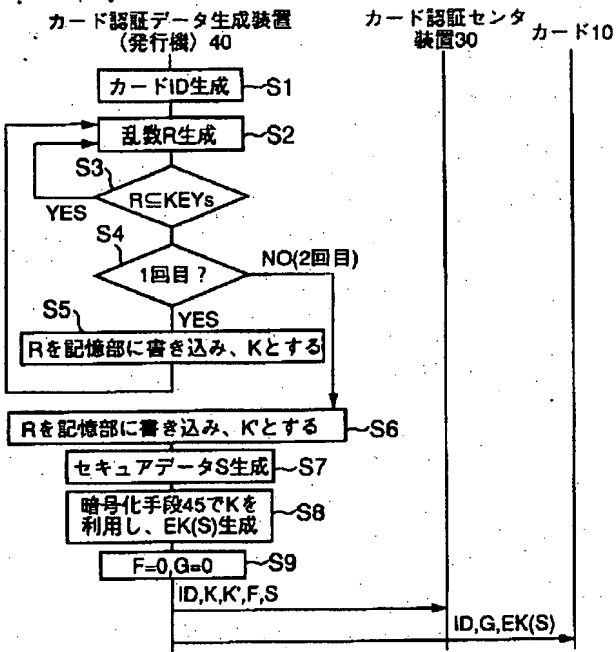 カード認証データ生成装置
(発行機)40
カード認証センタ
装置30
カード10
カードID生成
S1
乱数R生成
S2
S3
R⊆KEYs
YES
S4
1回目?
NO(2回目)
S5
YES
Rを記憶部に書き込み、Kとする
Rを記憶部に書き込み、K'とする
S6
セキュアデータS生成
S7
暗号化手段45でKを
利用し、EK(S)生成
S8
F=0,G=0
S9
ID,K,K',F,S
ID,G,EK(S)